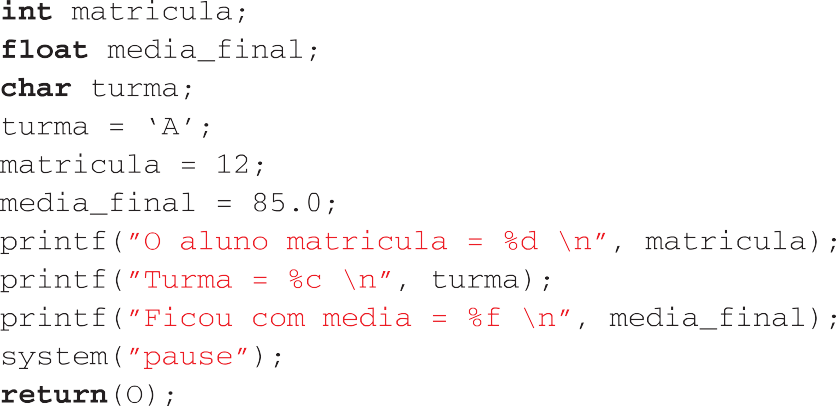 int matricula;
float media_final;
char turma;
turma = ‘A’;
matricula = 12;
media_final = 85.0;
printf(”O aluno matricula = %d \n”, matricula);
printf(”Turma = %c \n”, turma);
printf(”Ficou com media = %f \n”, media_final);
system(”pause”);
return(O);